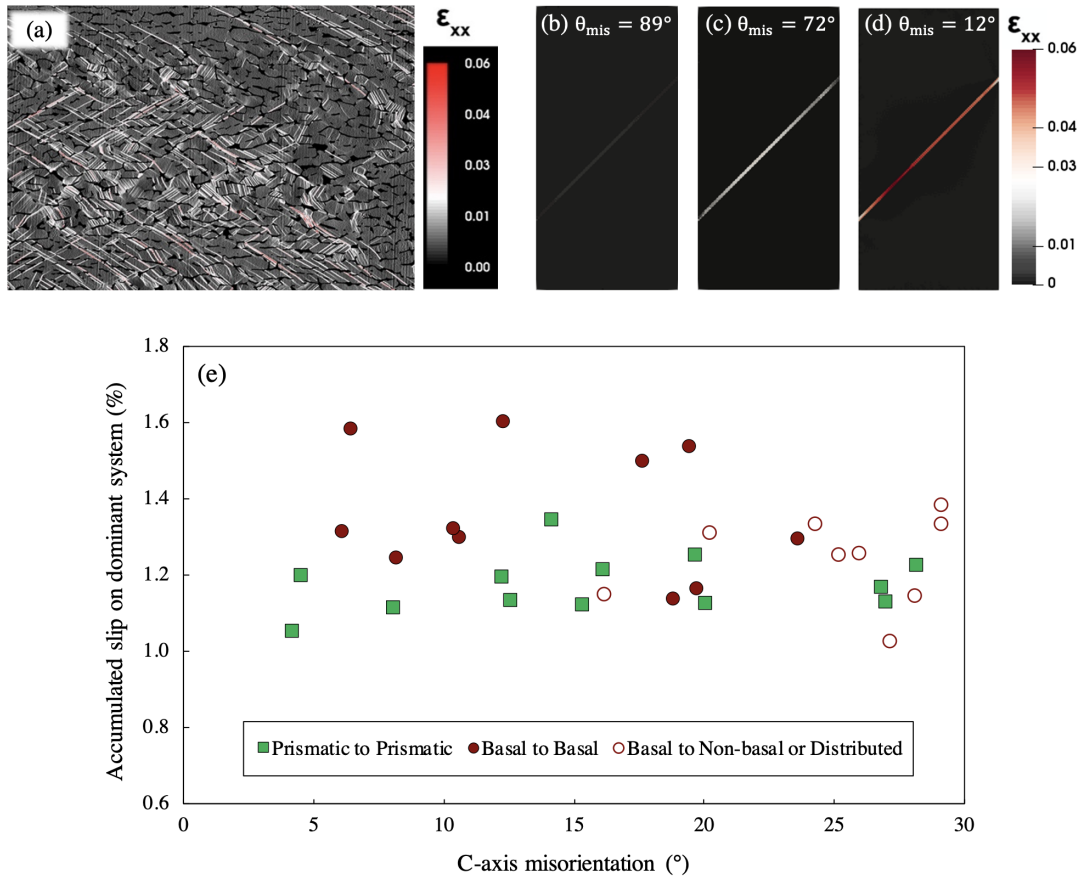 (a)
εxx
0.06
0.04
0.03
0.01
0.00
(b) θmis = 89°
(c) θmis = 72°
(d) θmis = 12°
εxx
0.06
0.04
0.03
0.01
0
(e)
Accumulated slip on dominant system (%)
1.8
1.6
1.4
1.2
1.0
0.8
0.6
Prismatic to Prismatic Basal to Basal Basal to Non-basal or Distributed
0 5 10 15 20 25 30
C-axis misorientation (°)